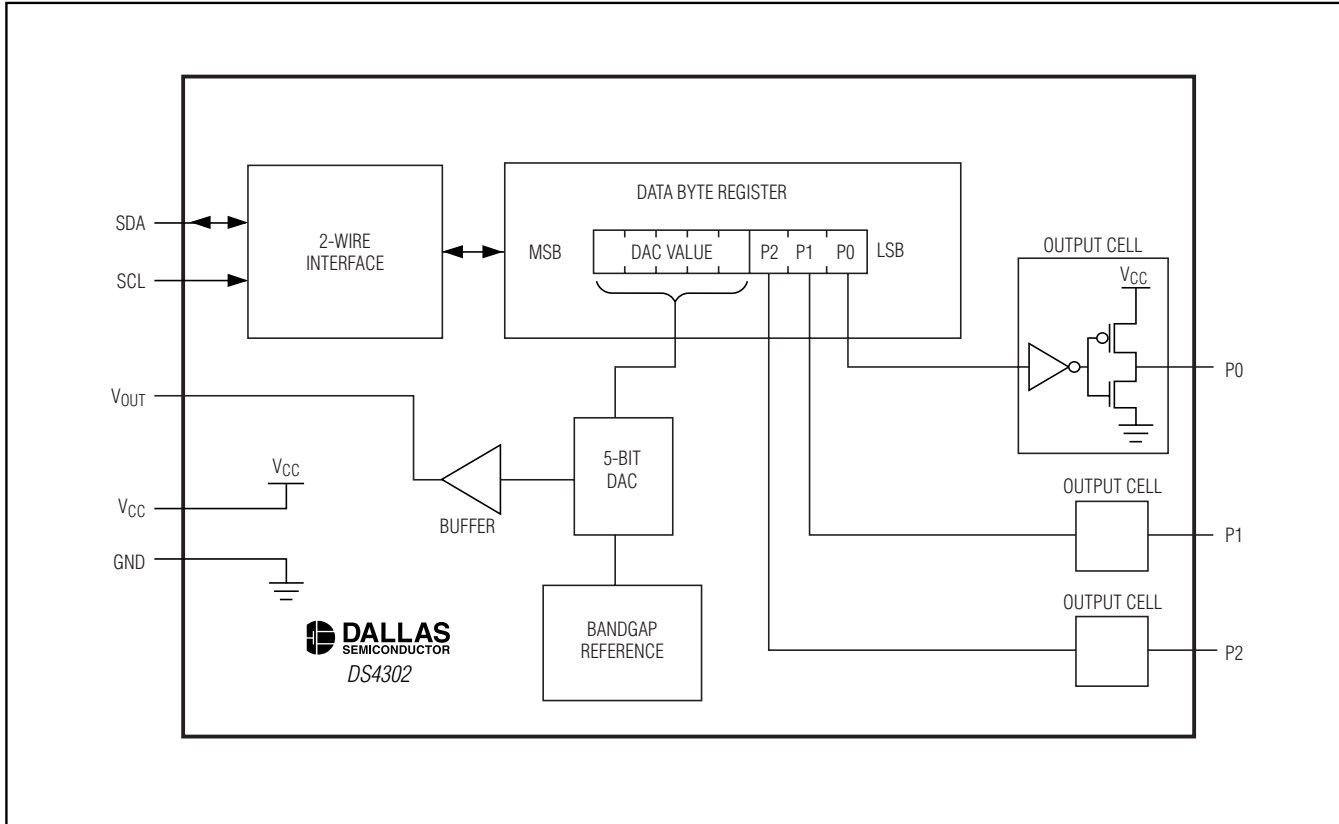 DATA BYTE REGISTER
SDA
2-WIRE
INTERFACE
MSB
DAC VALUE
P2
P1
P0
LSB
OUTPUT CELL
SCL
VCC
P0
VOUT
5-BIT
DAC
VCC
BUFFER
VCC
OUTPUT CELL
P1
GND
OUTPUT CELL
BANDGAP
REFERENCE
DALLAS
SEMICONDUCTOR
DS4302
P2